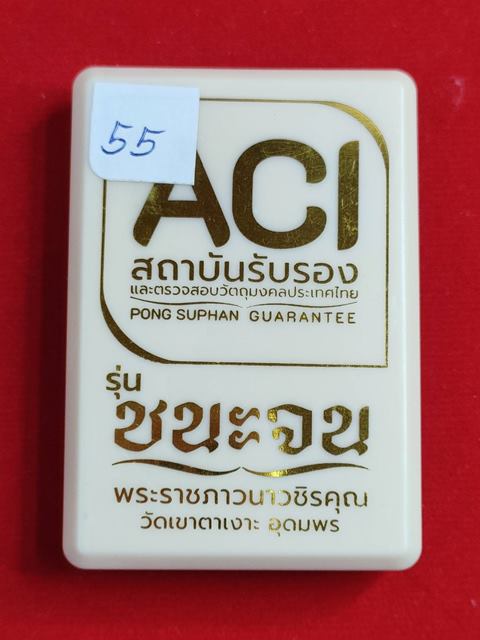 55
ACI
สถาบันรับรอง
และตรวจสอบวัตถุมงคลประเทศไทย
PONG SUPHAN GUARANTEE
รุ่น
ชนะจน
พระราชภาวนาวชิรคุณ
วัดเขาตาเงาะ อุดมพร